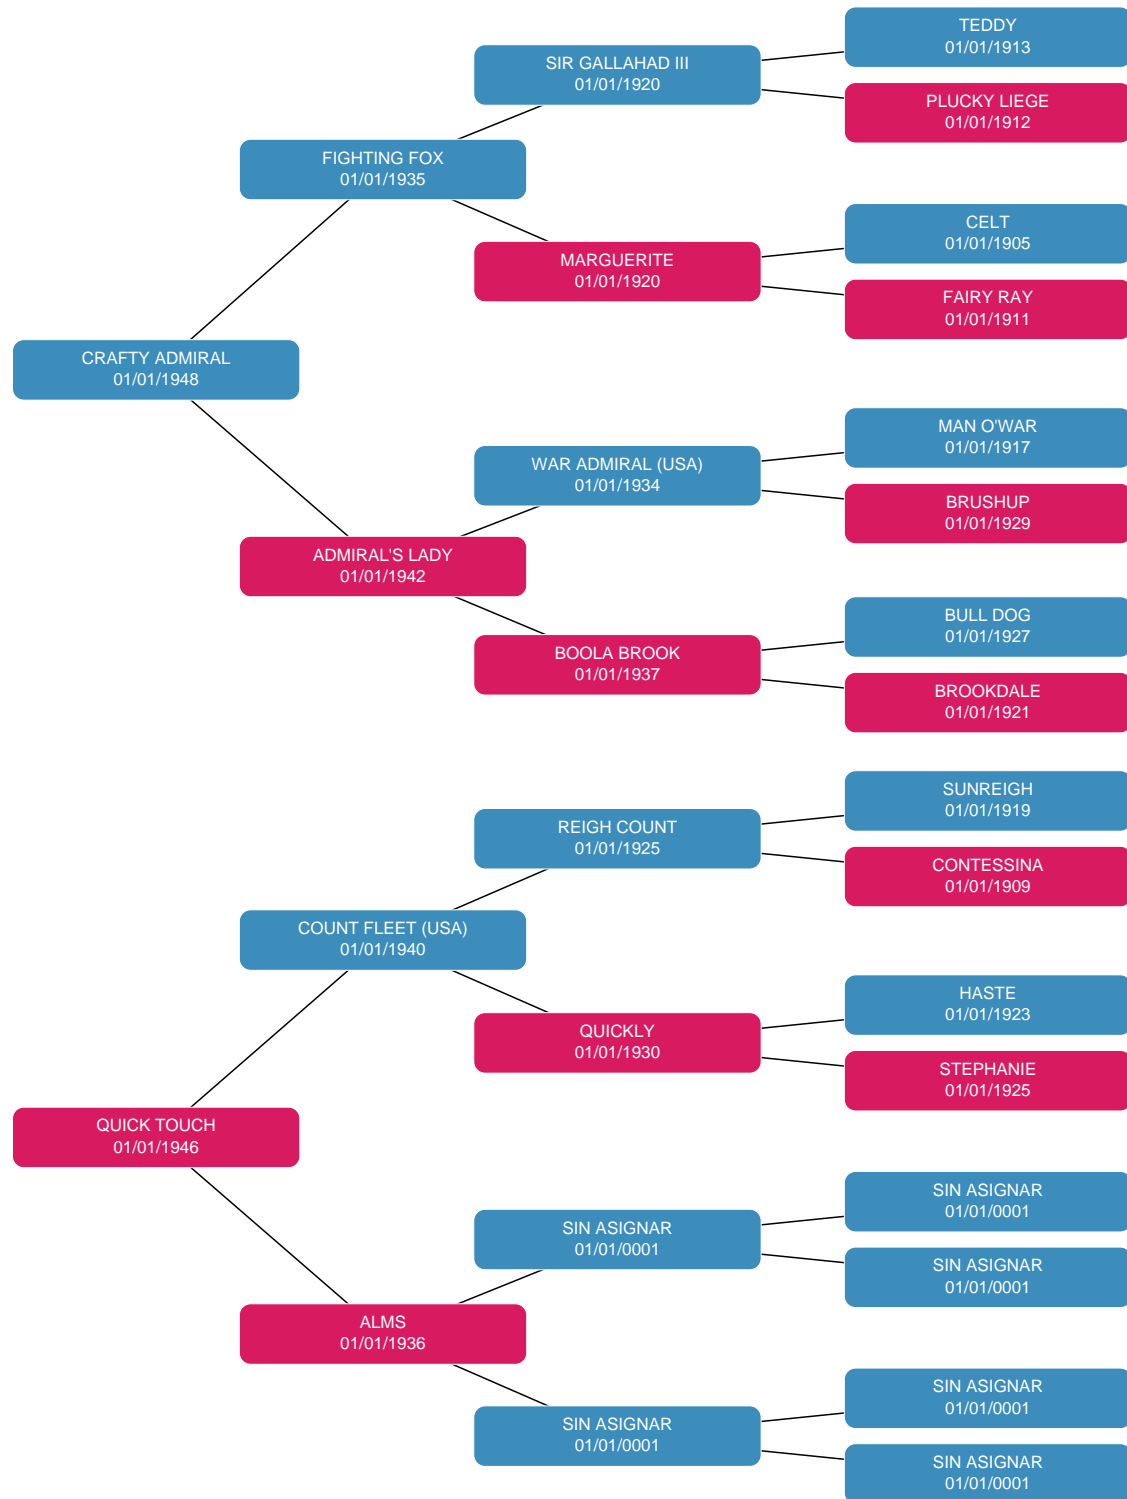 TEDDY
01/01/1913
SIR GALLAHAD III
01/01/1920
PLUCKY LIEGE
01/01/1912
FIGHTING FOX
01/01/1935
CELT
01/01/1905
MARGUERITE
01/01/1920
FAIRY RAY
01/01/1911
CRAFTY ADMIRAL
01/01/1948
MAN O'WAR
01/01/1917
WAR ADMIRAL (USA)
01/01/1934
BRUSHUP
01/01/1929
ADMIRAL'S LADY
01/01/1942
BULL DOG
01/01/1927
BOOLA BROOK
01/01/1937
BROOKDALE
01/01/1921
SUNREIGH
01/01/1919
REIGH COUNT
01/01/1925
CONTESSINA
01/01/1909
COUNT FLEET (USA)
01/01/1940
HASTE
01/01/1923
QUICKLY
01/01/1930
STEPHANIE
01/01/1925
QUICK TOUCH
01/01/1946
SIN ASIGNAR
01/01/0001
SIN ASIGNAR
01/01/0001
SIN ASIGNAR
01/01/0001
ALMS
01/01/1936
SIN ASIGNAR
01/01/0001
SIN ASIGNAR
01/01/0001
SIN ASIGNAR
01/01/0001